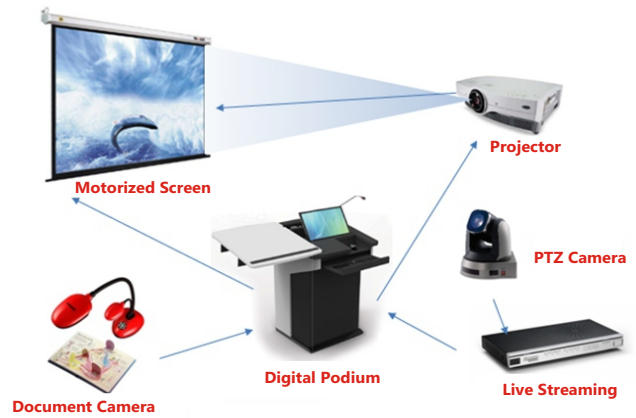 Projector
Motorized Screen
PTZ Camera
Digital Podium
Live Streaming
Document Camera